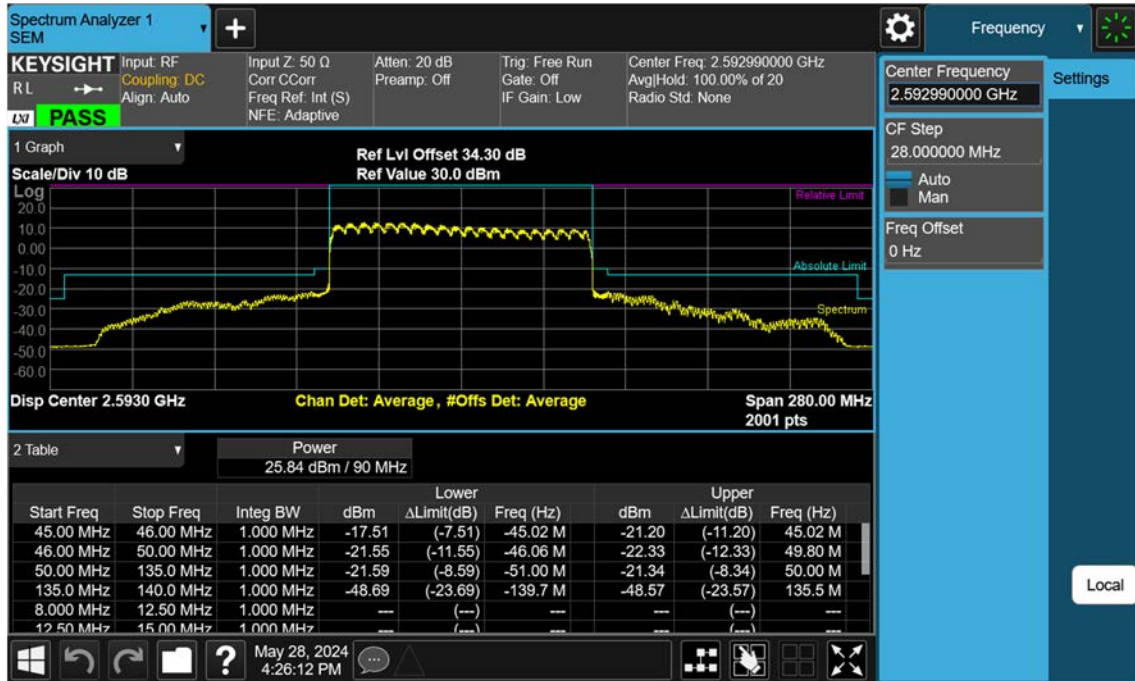 Spectrum Analyzer 1
SEM
+
Frequency
KEYSIGHT
R L
LXI PASS
Input: RF
Coupling: DC
Align: Auto
Input Z: 50 Ω
Corr CCorr
Freq Ref: Int (S)
NFE: Adaptive
Atten: 20 dB
Preamp: Off
Trig: Free Run
Gate: Off
IF Gain: Low
Center Freq: 2.592990000 GHz
Avg|Hold: 100.00% of 20
Radio Std: None
Center Frequency
2.592990000 GHz
Settings
CF Step
28.000000 MHz
Auto
Man
Freq Offset
0 Hz
1 Graph
Scale/Div 10 dB
Ref Lvl Offset 34.30 dB
Ref Value 30.0 dBm
Log
20.0
10.0
0.00
-10.0
-20.0
-30.0
-40.0
-50.0
-60.0
Relative Limit
Absolute Limit
Spectrum
Disp Center 2.5930 GHz
Chan Det: Average, #Offs Det: Average
Span 280.00 MHz
2001 pts
2 Table
Power
25.84 dBm / 90 MHz
Lower Upper
Start Freq Stop Freq Integ BW dBm ΔLimit(dB) Freq (Hz) dBm ΔLimit(dB) Freq (Hz)
45.00 MHz 46.00 MHz 1.000 MHz -17.51 (-7.51) -45.02 M -21.20 (-11.20) 45.02 M
46.00 MHz 50.00 MHz 1.000 MHz -21.55 (-11.55) -46.06 M -22.33 (-12.33) 49.80 M
50.00 MHz 135.0 MHz 1.000 MHz -21.59 (-8.59) -51.00 M -21.34 (-8.34) 50.00 M
135.0 MHz 140.0 MHz 1.000 MHz -48.69 (-23.69) -139.7 M -48.57 (-23.57) 135.5 M
8.000 MHz 12.50 MHz 1.000 MHz --- (---) --- --- (---) ---
12.50 MHz 15.00 MHz 1.000 MHz --- (---) --- --- (---) ---
Local
?
May 28, 2024
4:26:12 PM